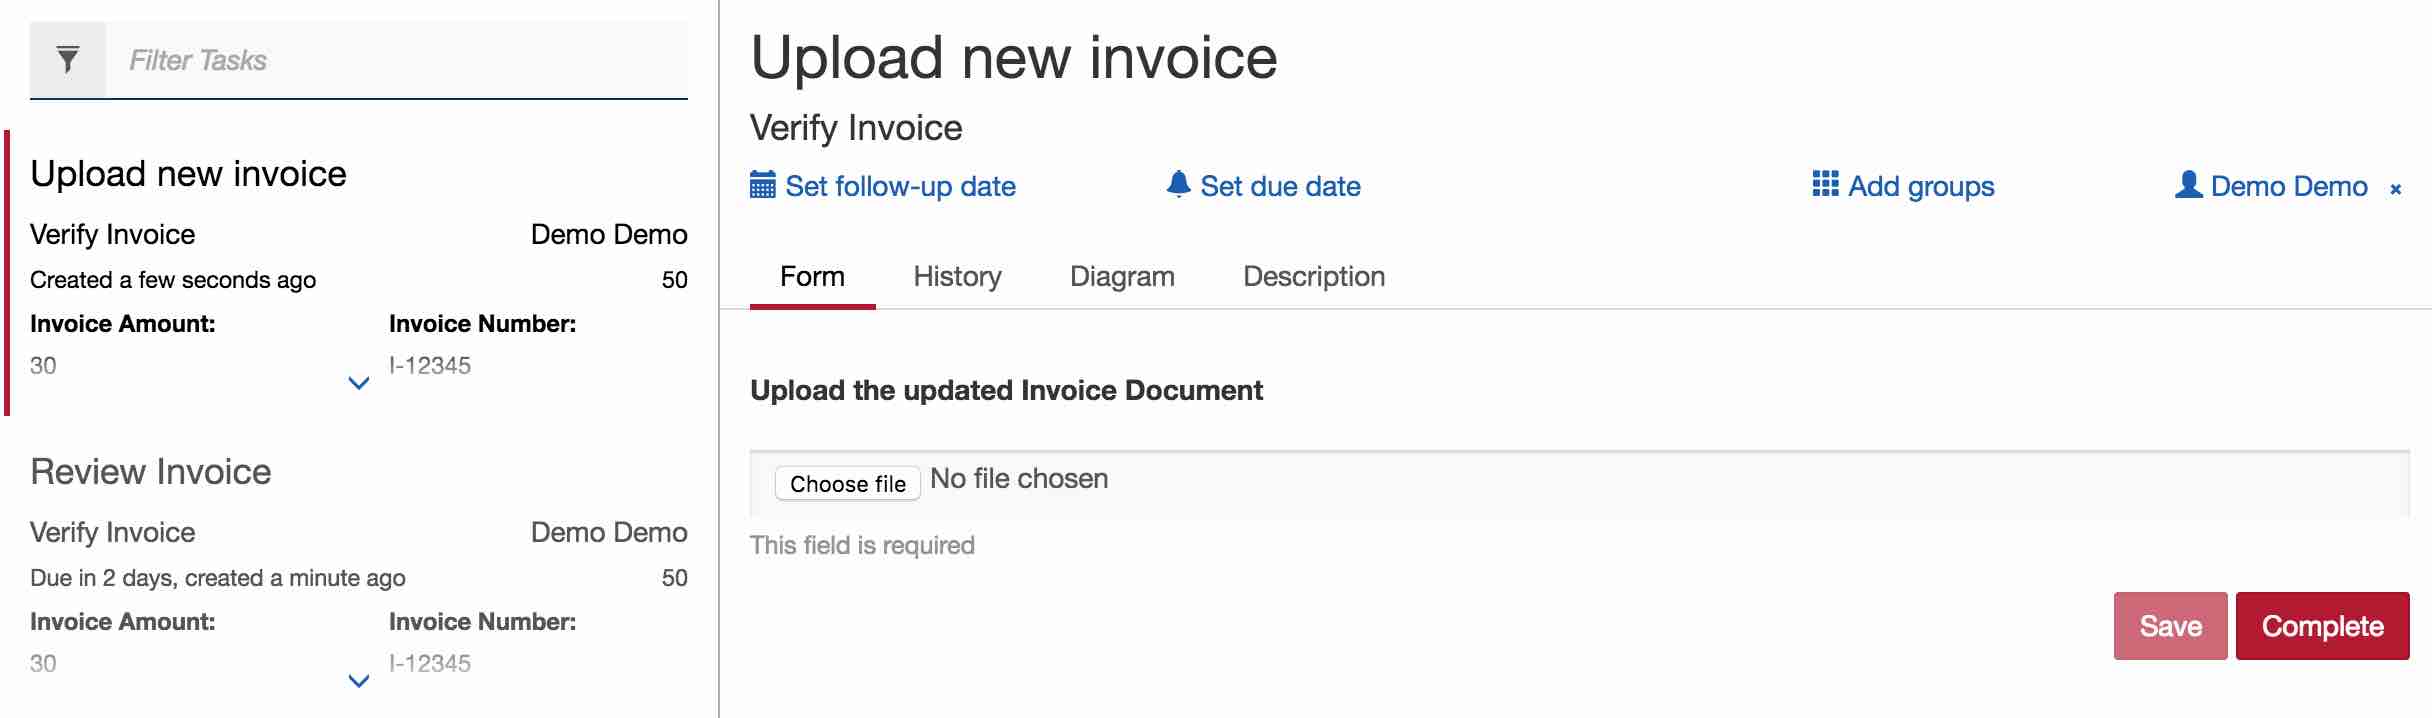 Filter Tasks
Upload new invoice
Verify Invoice Demo Demo
Created a few seconds ago 50
Invoice Amount: Invoice Number:
30 I-12345
Review Invoice
Verify Invoice Demo Demo
Due in 2 days, created a minute ago 50
Invoice Amount: Invoice Number:
30 I-12345
Upload new invoice
Verify Invoice
Set follow-up date Set due date Add groups Demo Demo ×
Form History Diagram Description
Upload the updated Invoice Document
Choose file No file chosen
This field is required
Save Complete